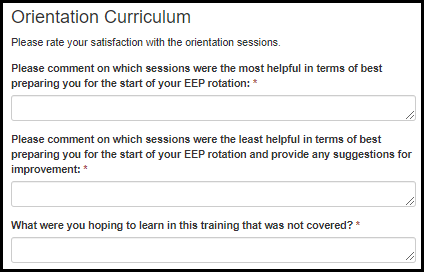 Orientation Curriculum
Please rate your satisfaction with the orientation sessions.
Please comment on which sessions were the most helpful in terms of best
preparing you for the start of your EEP rotation: *
Please comment on which sessions were the least helpful in terms of best
preparing you for the start of your EEP rotation and provide any suggestions for
improvement: *
What were you hoping to learn in this training that was not covered? *